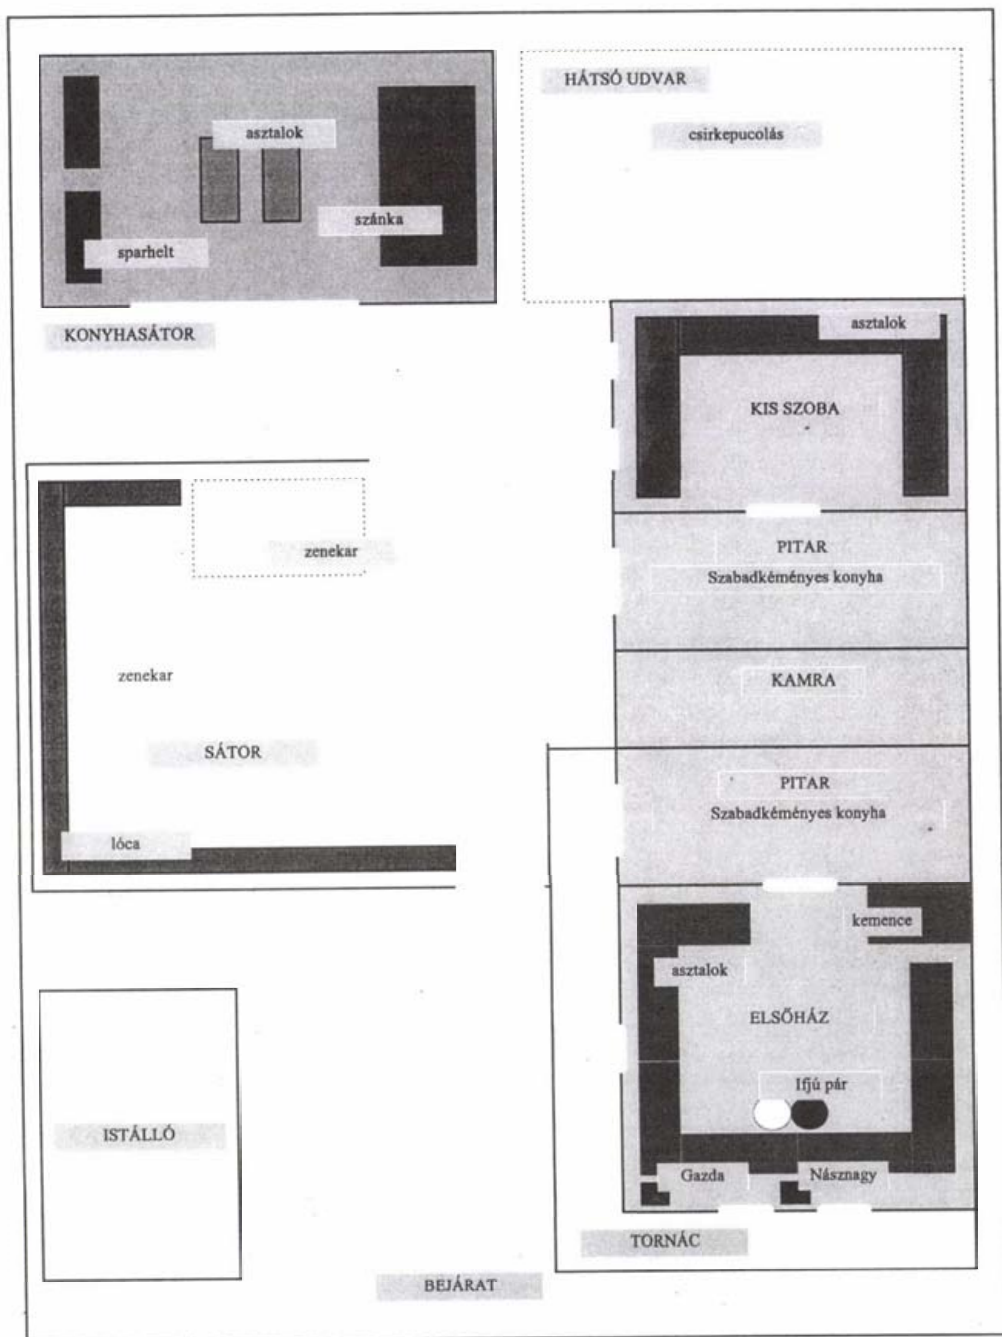 HÁTSÓ UDVAR
asztalok
csirkepucolás
szánka
sparhelt
KONYHASÁTOR
asztalok
KIS SZOBA
PITAR
zenekar
Szabadkéményes konyha
zenekar
KAMRA
SÁTOR
PITAR
Szabadkéményes konyha
lóca
kemence
asztalok
ELSŐHÁZ
Ifjú pár
ISTÁLLÓ
Gazda
Násznagy
TORNÁC
BEJÁRAT